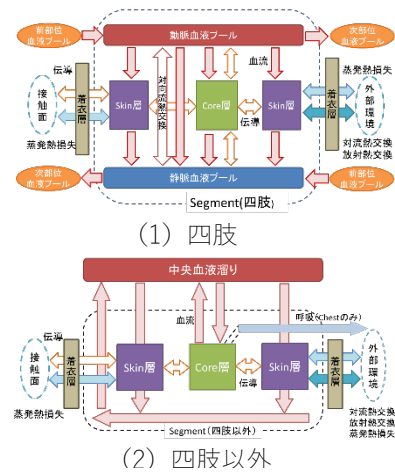 前部位
血液プール
動脈血液プール
次部位
血液プール
伝導
血流
蒸発熱損失
接触面
着衣層
Skin層
対向流熱交換
Core層
Skin層
着衣層
外部環境
伝導
蒸発熱損失
対流熱交換
放射熱交換
次部位
血液プール
静脈血液プール
前部位
血液プール
Segment(四肢)
(1) 四肢
中央血液溜り
呼吸(Chestのみ)
血流
伝導
接触面
着衣層
Skin層
Core層
Skin層
着衣層
外部環境
伝導
蒸発熱損失
対流熱交換
放射熱交換
蒸発熱損失
Segment(四肢以外)
(2) 四肢以外